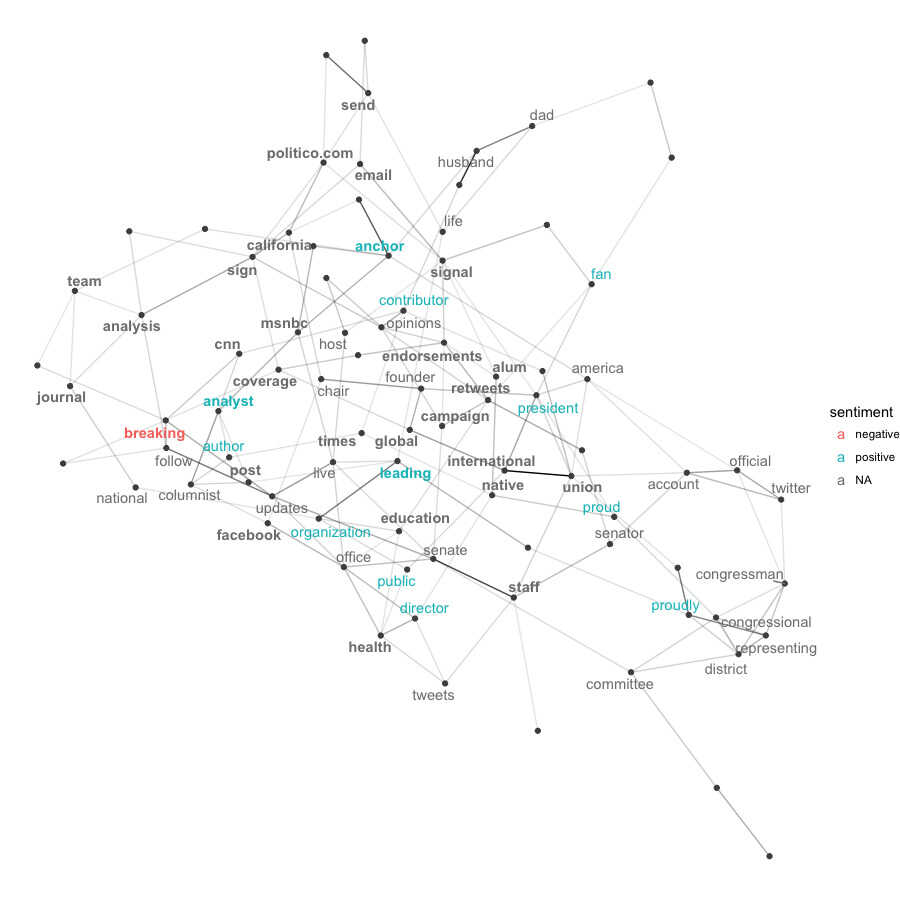 send
dad
politico.com
husband
email
life
california
anchor
sign
signal
fan
team
contributor
analysis
msnbc
opinions
cnn
host
endorsements
coverage
founder
alum
america
journal
chair
retweets
analyst
president
sentiment
campaign
breaking
times
global
a negative
author
a positive
follow
post
live
leading
international
official
a NA
national
columnist
native
union
account
twitter
updates
proud
facebook
organization
education
senator
office
senate
congressman
public
staff
director
proudly
congressional
health
representing
district
committee
tweets